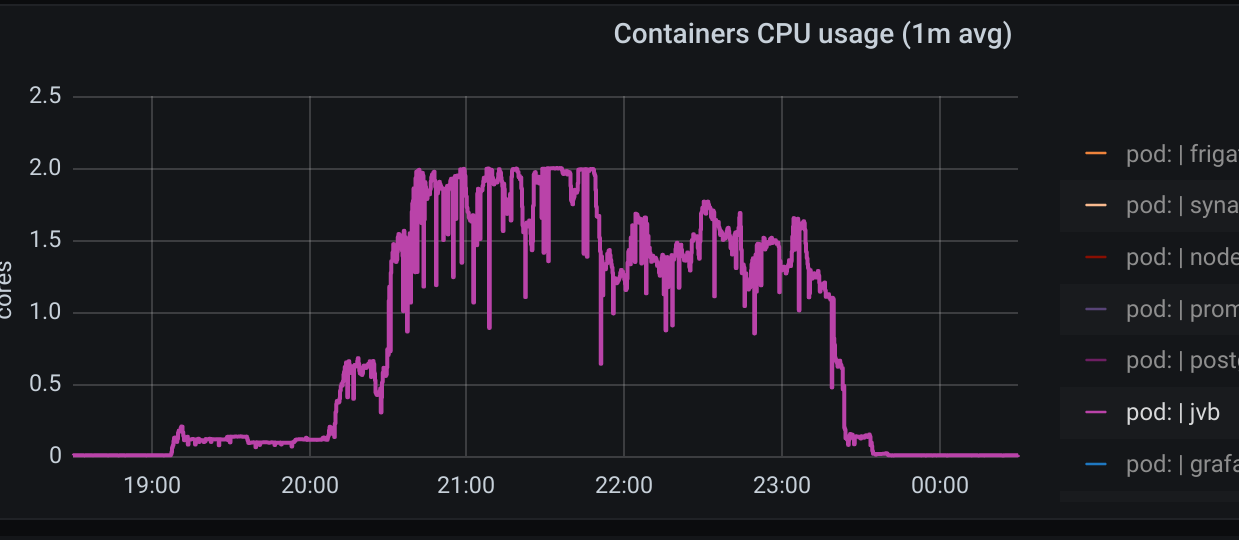 Containers CPU usage (1m avg)
2.5
2.0
1.5
1.0
0.5
0
cores
19:00
20:00
21:00
22:00
23:00
00:00
pod: | friga
pod: | syna
pod: | node
pod: | prom
pod: | post
pod: | jvb
pod: | grafa